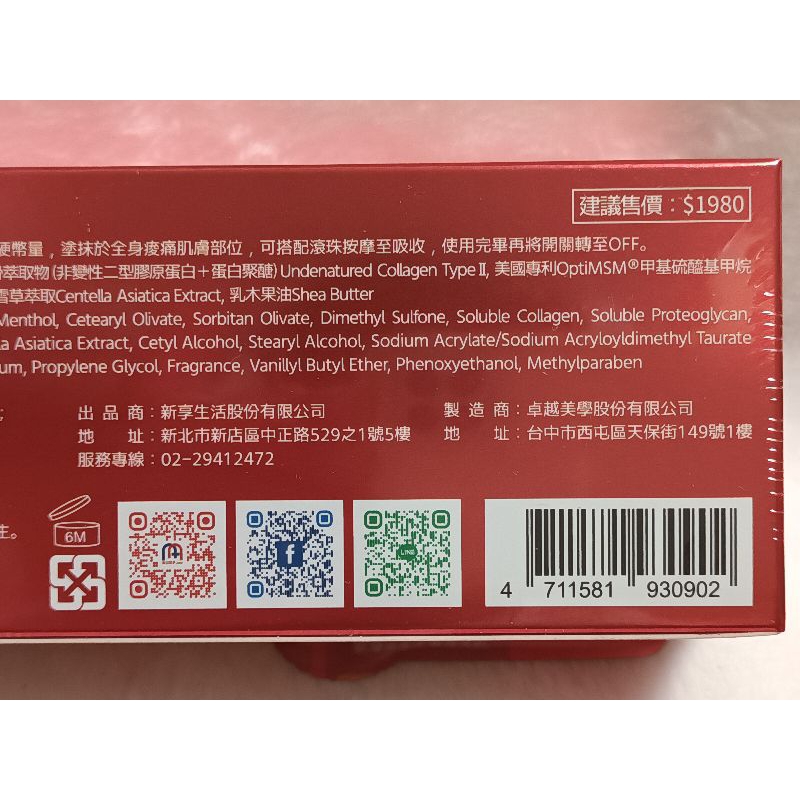 建議售價：$1980
硬幣量，塗抹於全身痠痛肌膚部位，可搭配滾珠按摩至吸收，使用完畢再將開關轉至OFF。
萃取物(非變性二型膠原蛋白＋蛋白聚醣)Undenatured Collagen Type II, 美國專利OptiMSM®甲基硫醯基甲烷
雪草萃取Centella Asiatica Extract, 乳木果油Shea Butter
Menthol, Cetearyl Olivate, Sorbitan Olivate, Dimethyl Sulfone, Soluble Collagen, Soluble Proteoglycan,
la Asiatica Extract, Cetyl Alcohol, Stearyl Alcohol, Sodium Acrylate/Sodium Acryloyldimethyl Taurate
um, Propylene Glycol, Fragrance, Vanillyl Butyl Ether, Phenoxyethanol, Methylparaben
出品商：新享生活股份有限公司
地址：新北市新店區中正路529之1號5樓
服務專線：02-29412472
製造商：卓越美學股份有限公司
地址：台中市西屯區天保街149號1樓
生。
6M
f
LINE
4 711581 930902